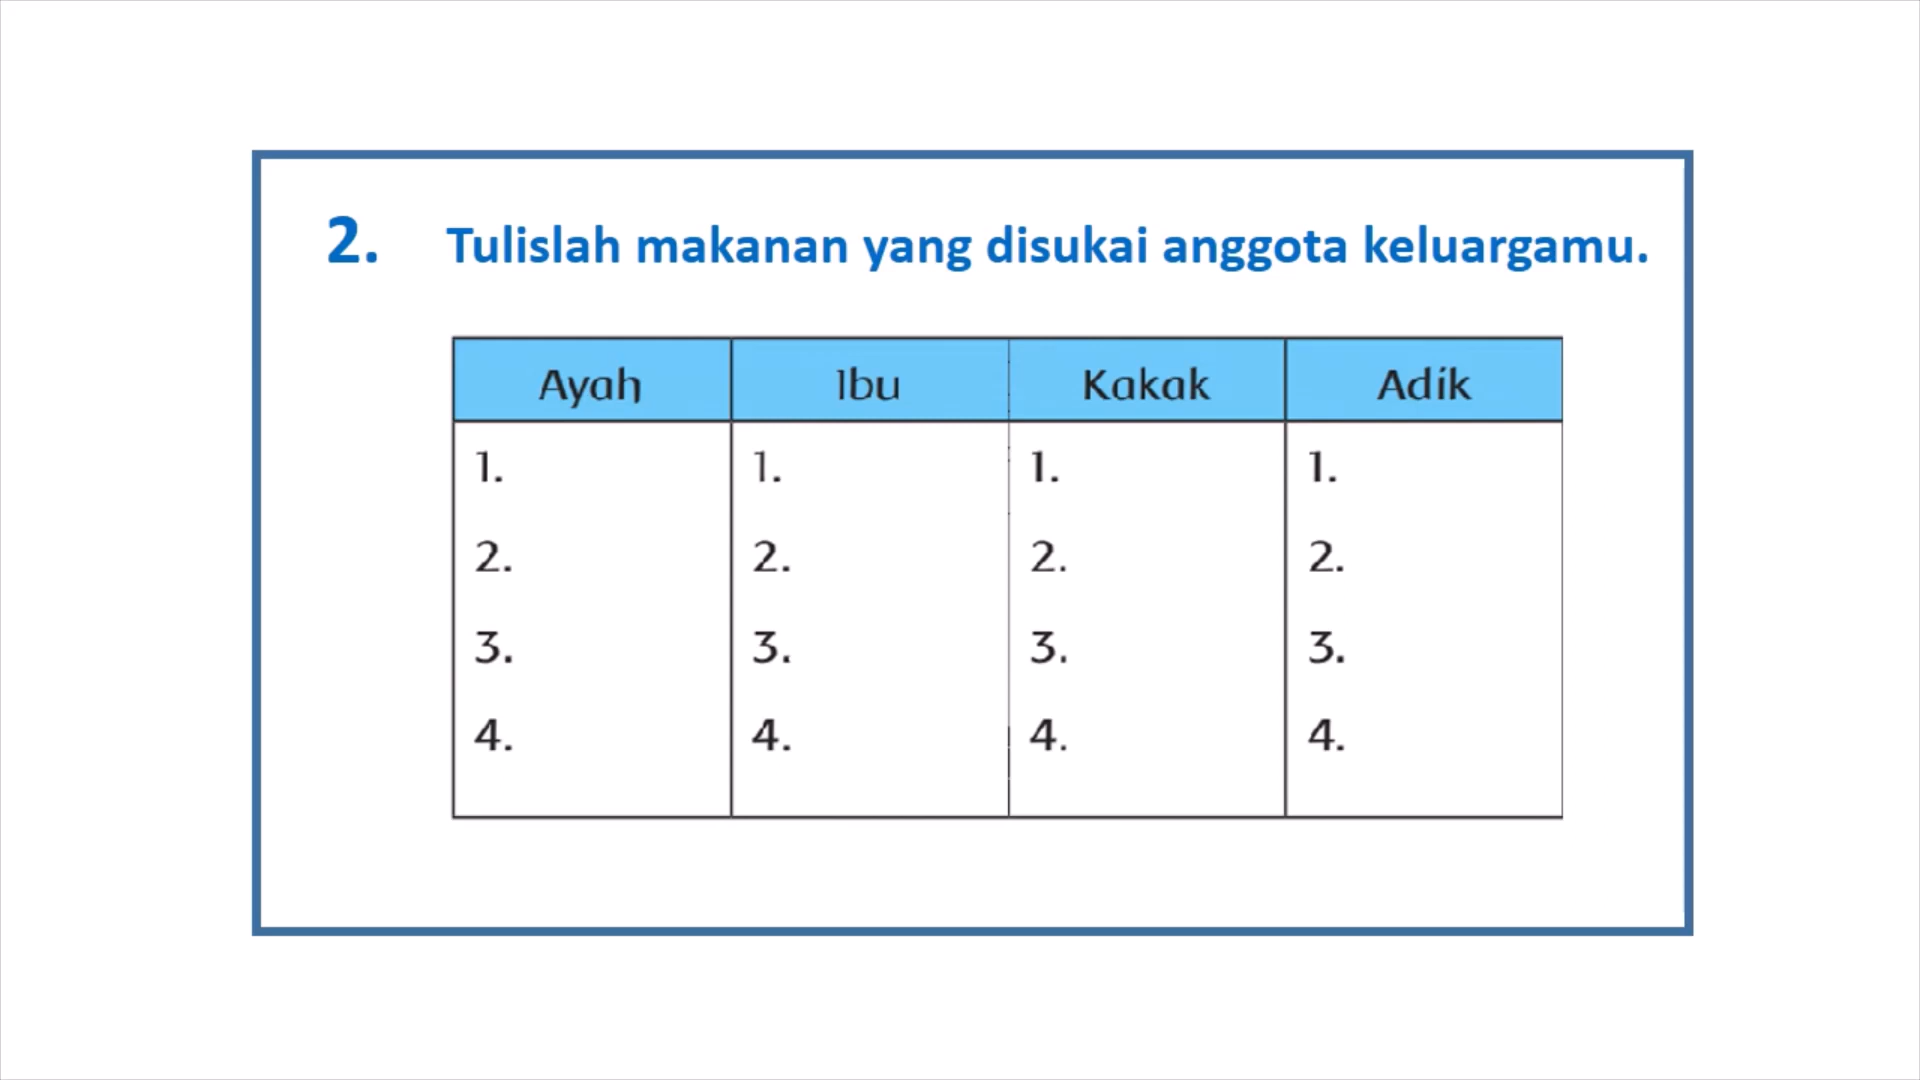 2. Tulislah makanan yang disukai anggota keluargamu.
Ayah Ibu Kakak Adik
1. 1. 1. 1.
2. 2. 2. 2.
3. 3. 3. 3.
4. 4. 4. 4.